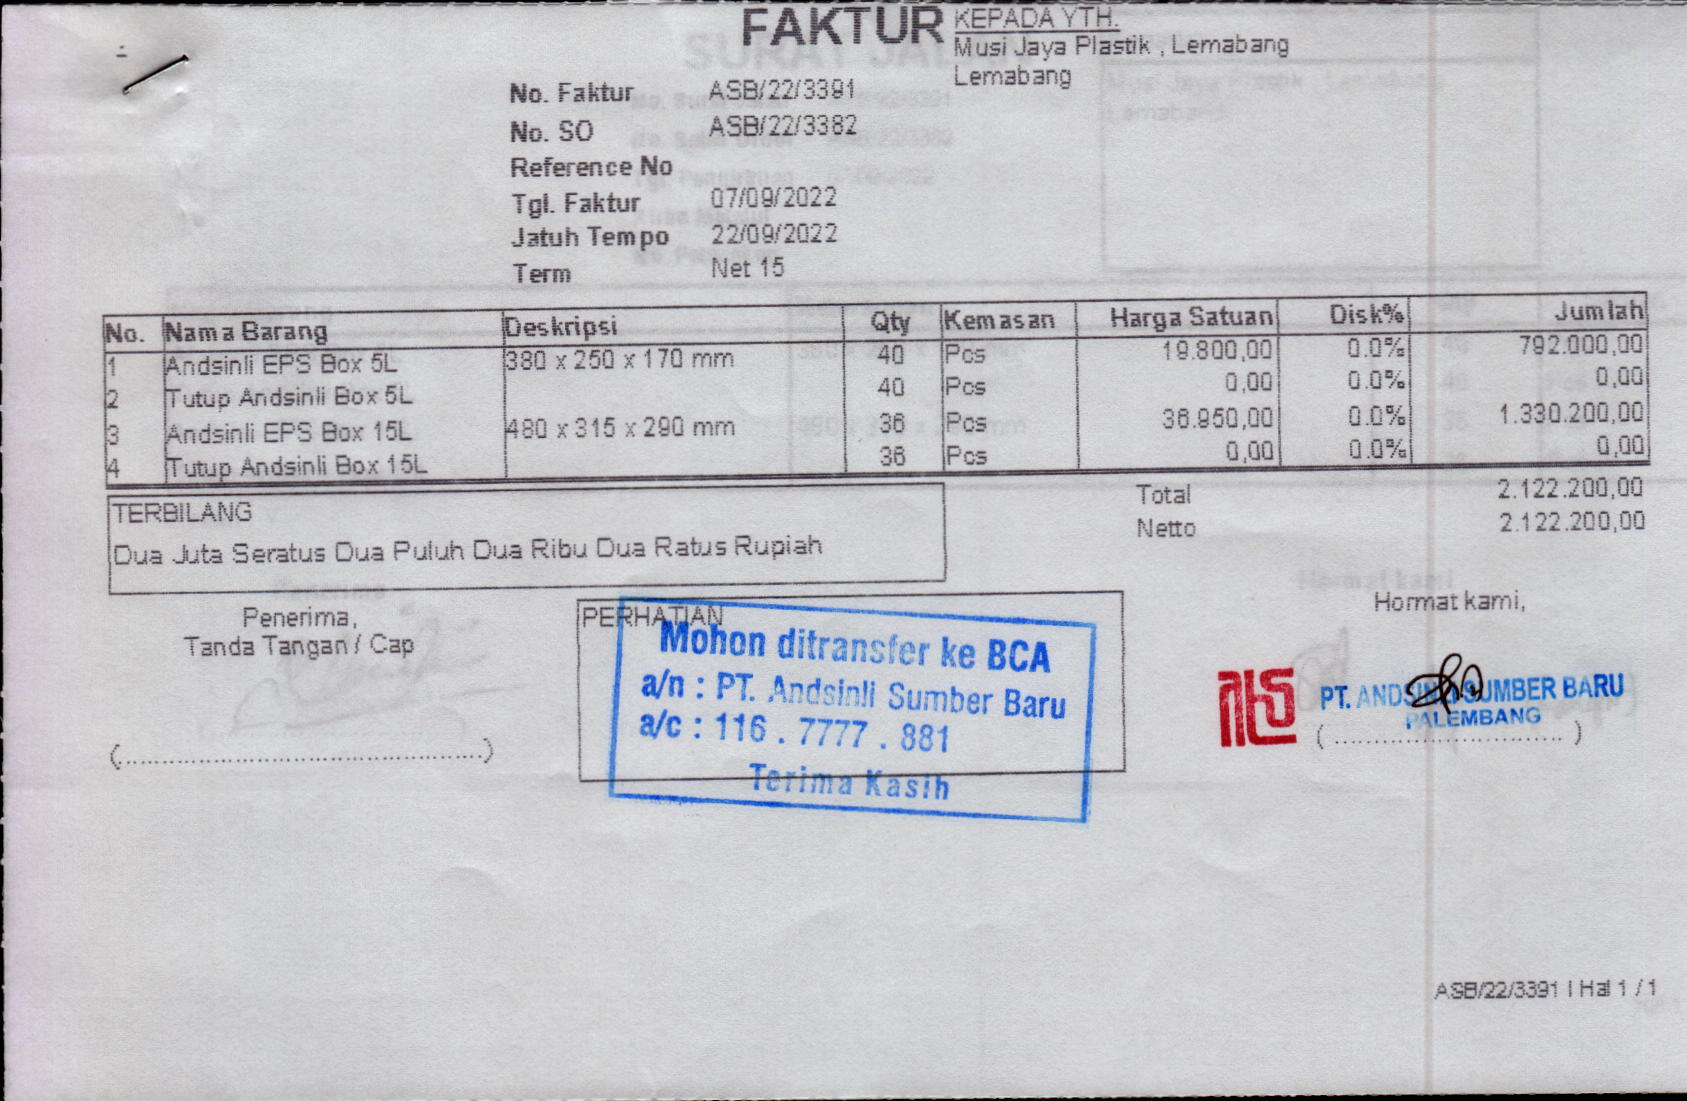 FAKTUR
KEPADA YTH.
Musi Jaya Plastik , Lemabang
Lemabang
No. Faktur ASB/22/3391
No. SO ASB/22/3382
Reference No
Tgl. Faktur 07/09/2022
Jatuh Tempo 22/09/2022
Term Net 15
No. Nama Barang Deskripsi Qty Kemasan Harga Satuan Disk% Jumlah
1 Andsinli EPS Box 5L 380 x 250 x 170 mm 40 Pcs 19.800,00 0.0% 792.000,00
2 Tutup Andsinli Box 5L 40 Pcs 0,00 0.0% 0,00
3 Andsinli EPS Box 15L 480 x 315 x 290 mm 36 Pcs 36.950,00 0.0% 1.330.200,00
4 Tutup Andsinli Box 15L 36 Pcs 0,00 0.0% 0,00
Total 2.122.200,00
Netto 2.122.200,00
TERBILANG
Dua Juta Seratus Dua Puluh Dua Ribu Dua Ratus Rupiah
Penerima,
Tanda Tangan / Cap
PERHATIAN
Mohon ditransfer ke BCA
a/n : PT. Andsinli Sumber Baru
a/c : 116 . 7777 . 881
Terima Kasih
Hormat kami,
PT. ANDSINLI SUMBER BARU
PALEMBANG
ASB/22/3391 | Hal 1 / 1